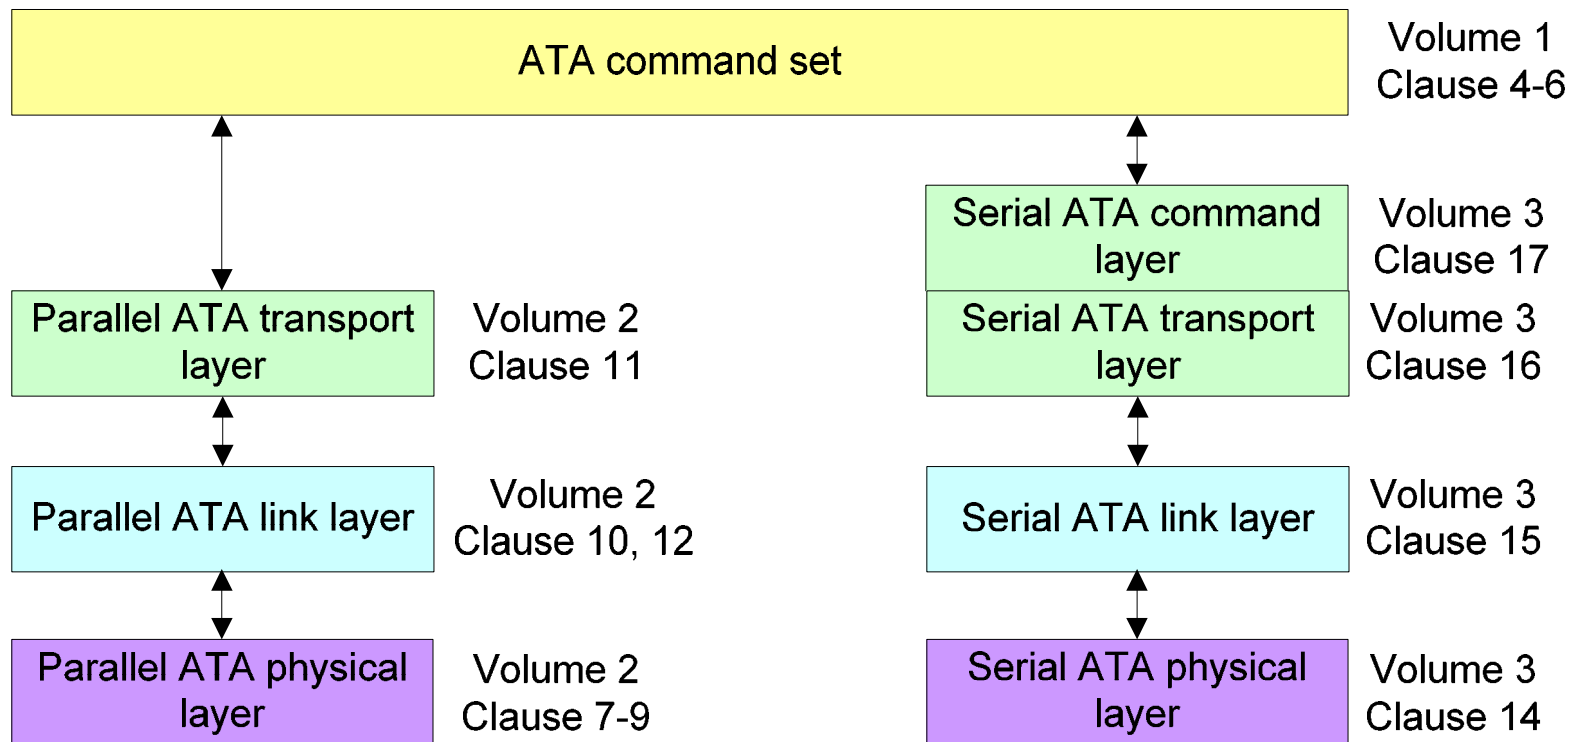 ATA command set
Volume 1
Clause 4-6
Serial ATA command
layer
Volume 3
Clause 17
Parallel ATA transport
layer
Volume 2
Clause 11
Serial ATA transport
layer
Volume 3
Clause 16
Parallel ATA link layer
Volume 2
Clause 10, 12
Serial ATA link layer
Volume 3
Clause 15
Parallel ATA physical
layer
Volume 2
Clause 7-9
Serial ATA physical
layer
Volume 3
Clause 14